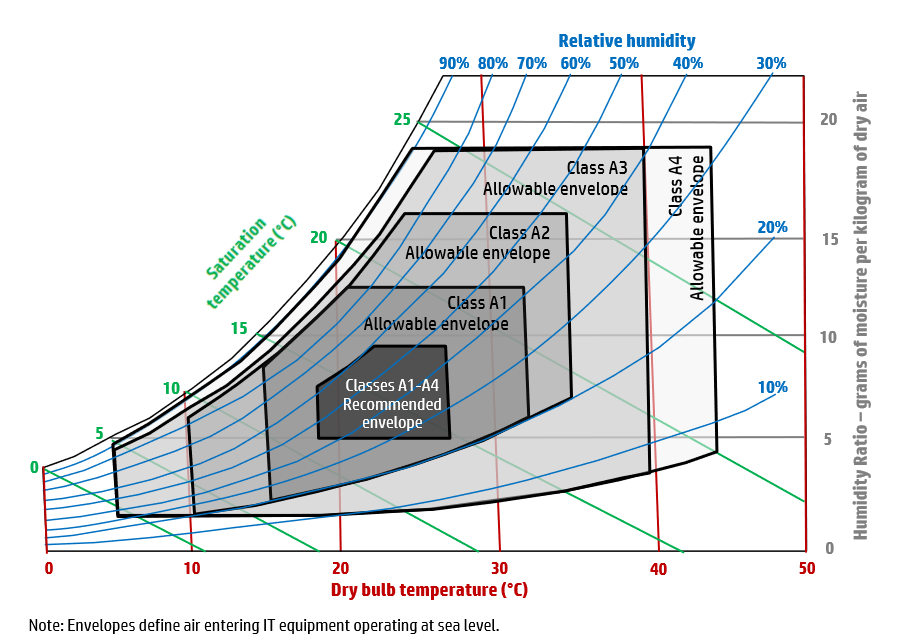 Relative humidity
90% 80% 70% 60% 50% 40% 30%
25
20
Class A3
Allowable envelope
Class A4
Allowable envelope
Saturation
temperature (°C)
20
Class A2
Allowable envelope
20%
15
15
Class A1
Allowable envelope
10
10
Classes A1-A4
Recommended
envelope
10%
5
5
0
0
Humidity Ratio – grams of moisture per kilogram of dry air
0 10 20 30 40 50
Dry bulb temperature (°C)
Note: Envelopes define air entering IT equipment operating at sea level.